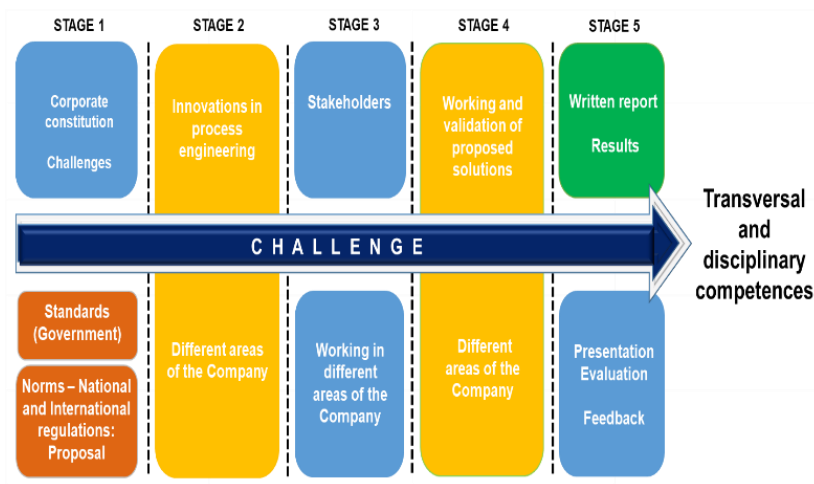 STAGE 1
STAGE 2
STAGE 3
STAGE 4
STAGE 5
Corporate
constitution
Challenges
Innovations in
process
engineering
Stakeholders
Working and
validation of
proposed
solutions
Written report
Results
CHALLENGE
Transversal
and
disciplinary
competences
Standards
(Government)
Norms – National
and International
regulations:
Proposal
Different areas
of the Company
Working in
different
areas of the
Company
Different
areas of the
Company
Presentation
Evaluation
Feedback